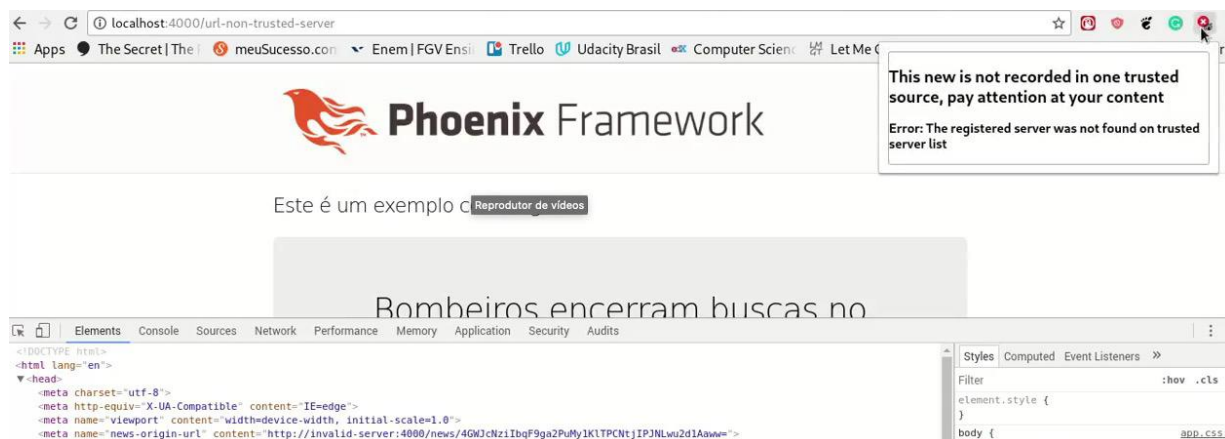 localhost:4000/url-non-trusted-server
Apps The Secret | The meuSucesso.com Enem | FGV Ensi Trello Udacity Brasil Computer Scienc Let Me
This new is not recorded in one trusted
source, pay attention at your content
Error: The registered server was not found on trusted
server list
Phoenix Framework
Este é um exemplo c
Reprodutor de vídeos
Bombeiros encerram buscas no
Elements Console Sources Network Performance Memory Application Security Audits
<!DOCTYPE html>
<html lang="en">
▼<head>
<meta charset="utf-8">
<meta http-equiv="X-UA-Compatible" content="IE=edge">
<meta name="viewport" content="width=device-width, initial-scale=1.0">
<meta name="news-origin-url" content="http://invalid-server:4000/news/4GWJcNziIbqF9ga2PuMy1KlTPCNtjIPJNLwu2d1Aaww=">
Styles Computed Event Listeners »
Filter :hov .cls
element.style {
}
body { app.css